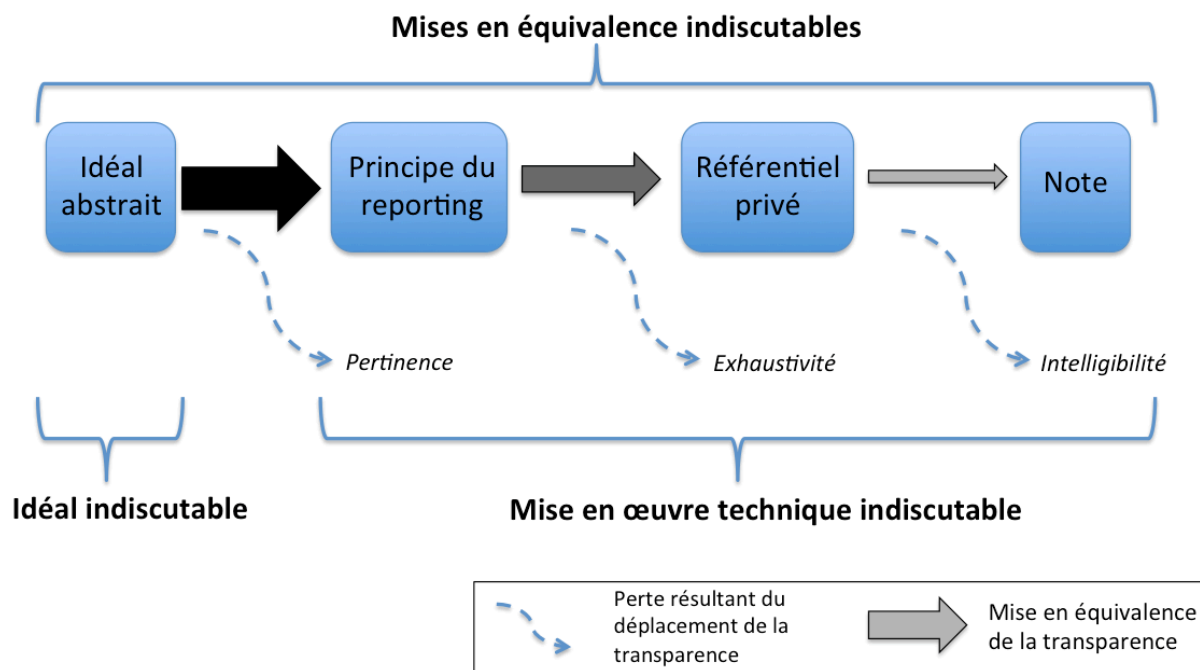 Mises en équivalence indiscutables
Idéal
abstrait
Principe du
reporting
Référentiel
privé
Note
Pertinence
Exhaustivité
Intelligibilité
Idéal indiscutable
Mise en œuvre technique indiscutable
Perte résultant du
déplacement de la
transparence
Mise en équivalence
de la transparence